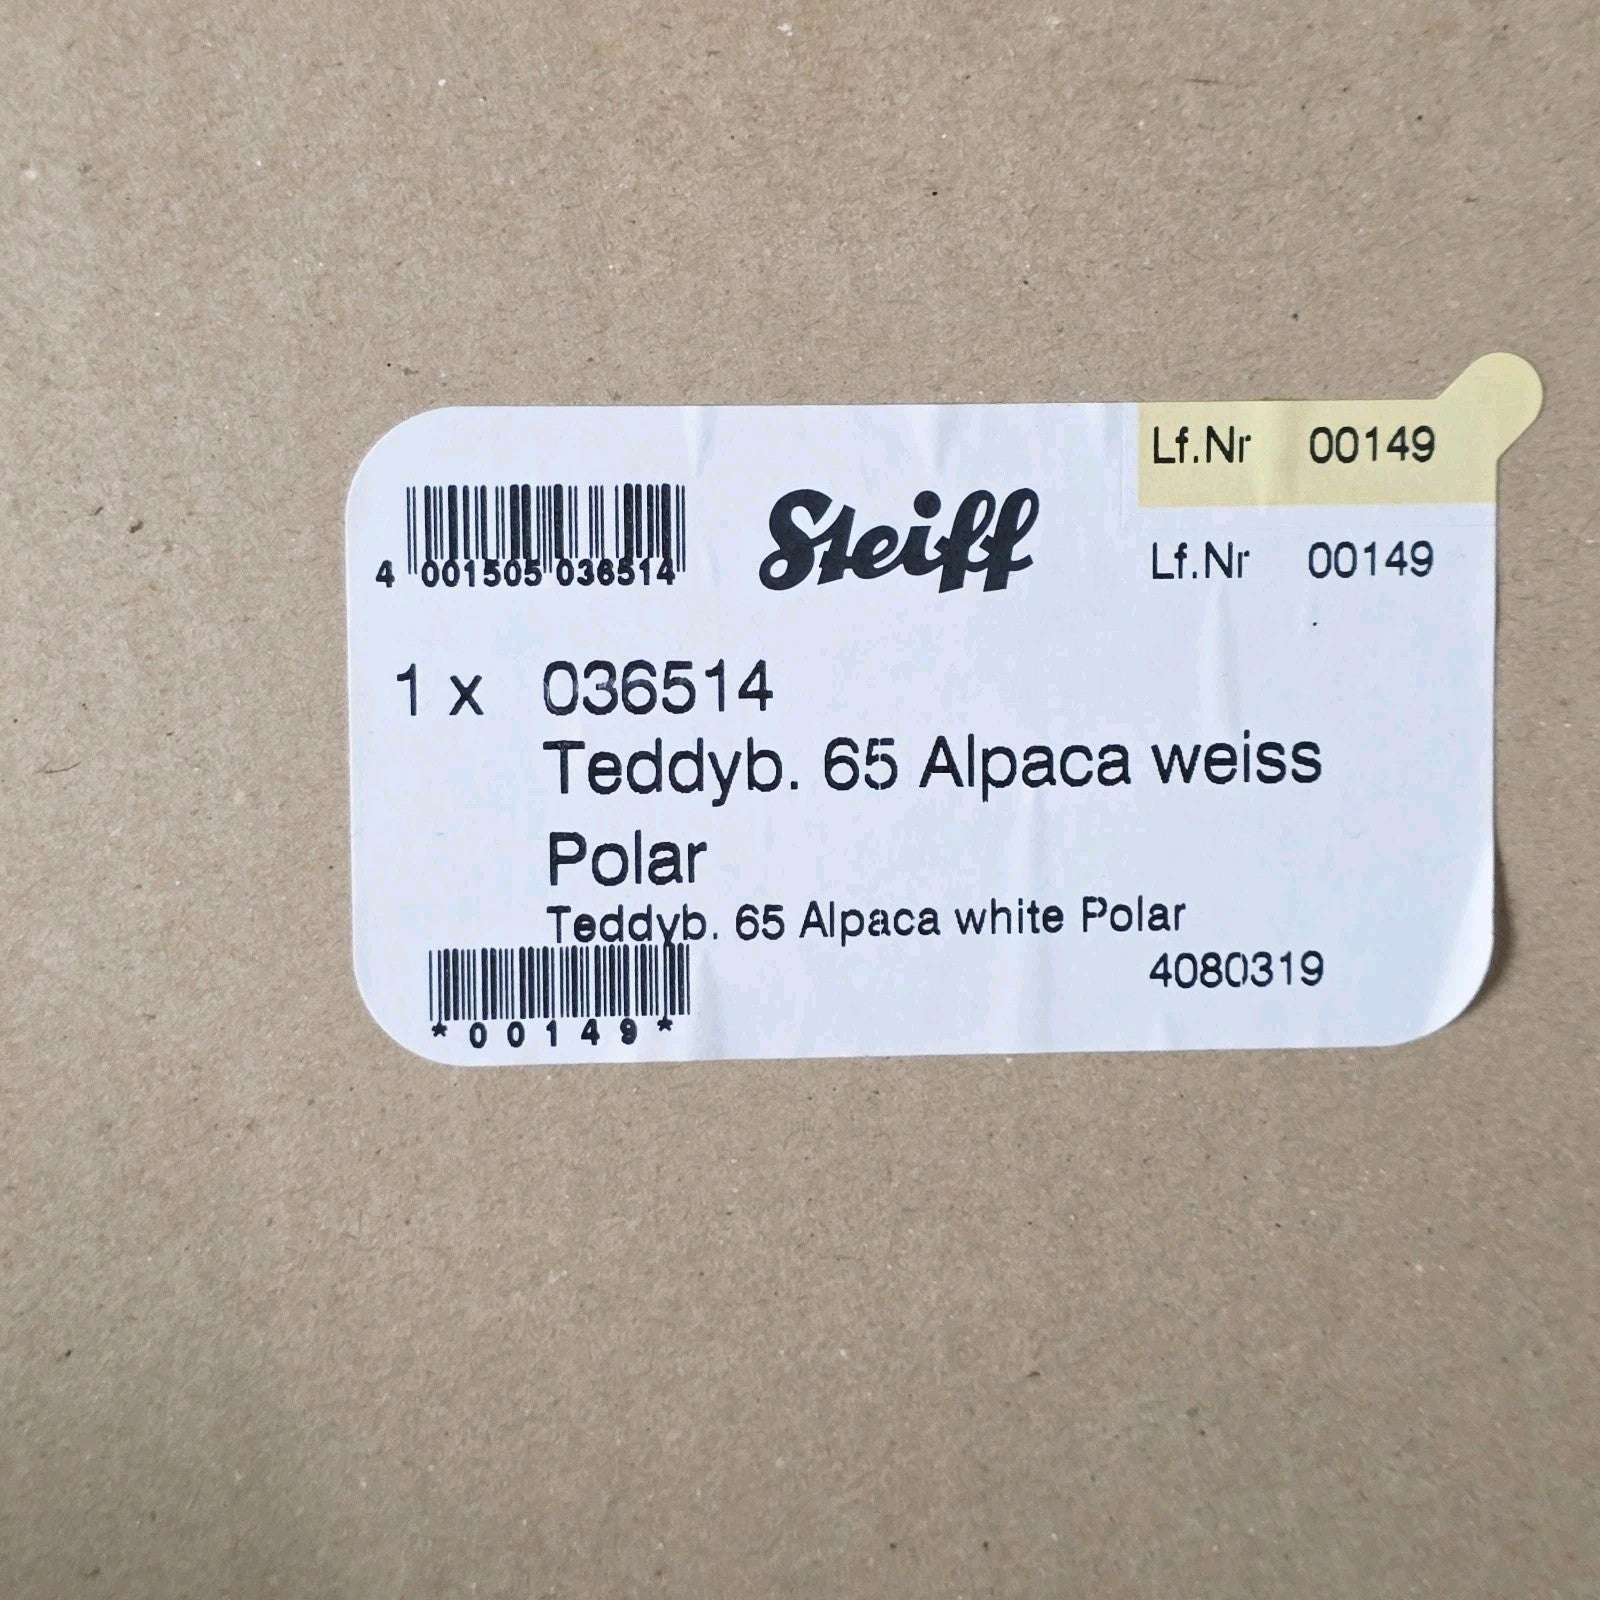 Lf.Nr 00149
4 001505 036514
Steiff
Lf.Nr 00149
1 x 036514
Teddyb. 65 Alpaca weiss
Polar
Teddyb. 65 Alpaca white Polar
4080319
*00149*